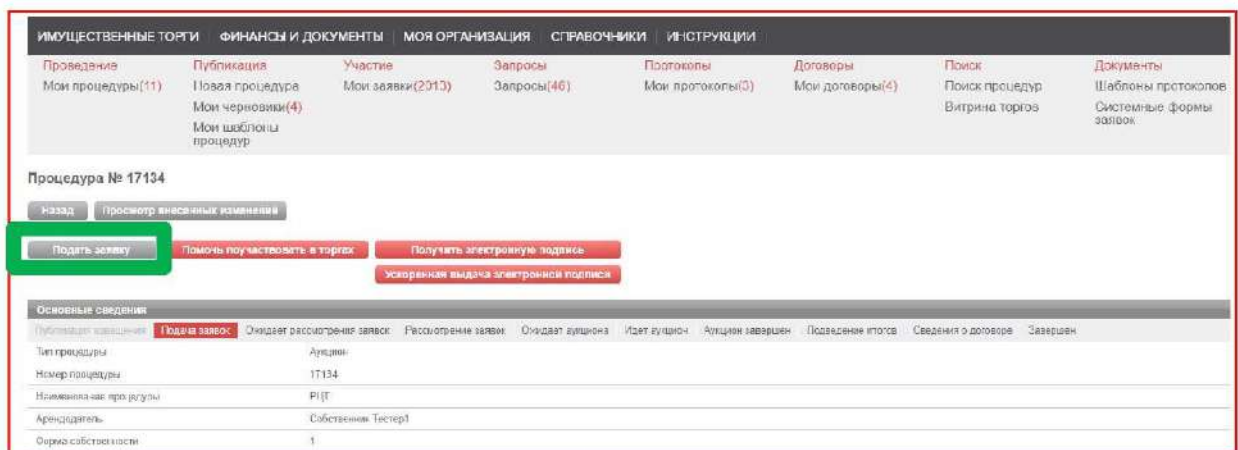 ИМУЩЕСТВЕННЫЕ ТОРГИ ФИНАНСЫ И ДОКУМЕНТЫ МОЯ ОРГАНИЗАЦИЯ СПРАВОЧНИКИ ИНСТРУКЦИИ
Проведение Публикация Участие Запросы Протоколы Договоры Поиск Документы
Мои процедуры(11) Новая процедура Мои заявки(2013) Запросы(46) Мои протоколы(0) Мои договоры(4) Поиск процедур Шаблоны протоколов
Мои черновики(4) Витрина торгов Системные формы
Мои шаблоны заявок
процедур
Процедура № 17134
Назад Просмотр внесенных изменений
Подать заявку Помочь поучаствовать в торгах Получить электронную подпись
Ускоренная выдача электронной подписи
Основные сведения
Публикация извещения Подача заявок Ожидает рассмотрения заявок Рассмотрение заявок Ожидает аукциона Идет аукцион Аукцион завершен Подведение итогов Сведения о договоре Завершен
Тип процедуры Аукцион
Номер процедуры 17134
Наименование процедуры
Арендодатель Собственник Тестер1
Форма собственности 1